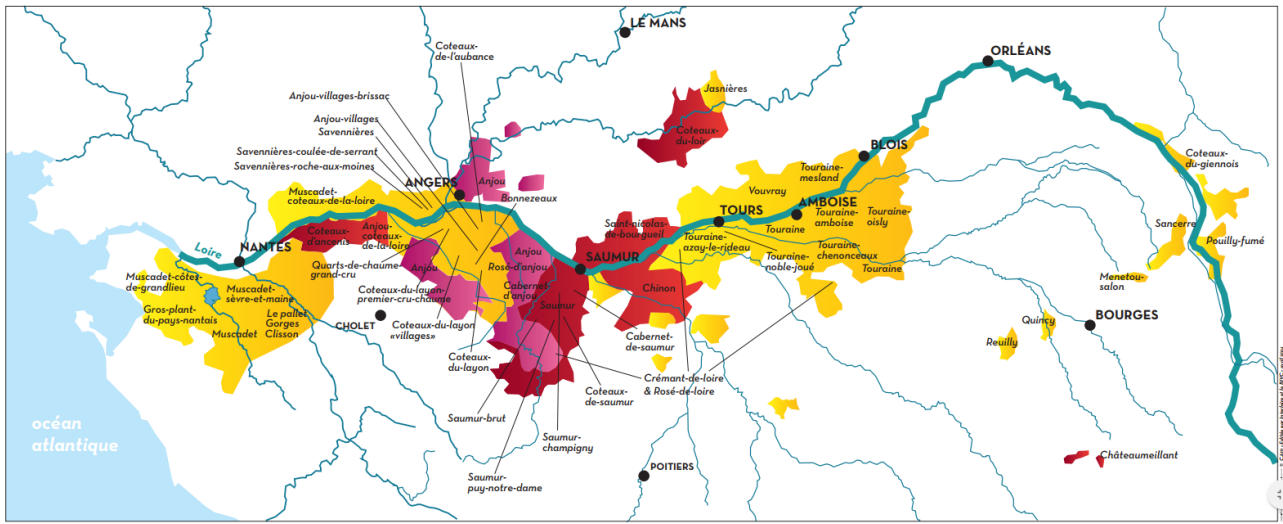 LE MANS
ORLÉANS
Coteaux-
de-l'aubance
Jasnières
Anjou-villages-brissac
Anjou-villages
Savennières
Coteaux-
du-loir
Savennières-coulée-de-serrant
Savennières-roche-aux-moines
BLOIS
Coteaux-
du-giennois
Touraine-
mesland
ANGERS
Anjou
Bonnezeaux
Vouvray
Muscadet-
coteaux-de-la-loire
AMBOISE
TOURS
Touraine-
amboise
Touraine-
oisly
Touraine
Saint-nicolas-
de-bourgueil
Sancerre
Coteaux-
d'ancenis
Anjou-
coteaux-
de-la-loire
Touraine-
azay-le-rideau
Pouilly-fumé
Loire
NANTES
Anjou
Rosé-d'anjou
SAUMUR
Touraine-
noble-joué
Touraine-
chenonceaux
Touraine
Quarts-de-chaume-
grand-cru
Anjou
Muscadet-côtes-
de-grandlieu
Muscadet-
sèvre-et-maine
Coteaux-du-layon-
premier-cru-chaume
Cabernet-
d'anjou
Chinon
Menetou-
salon
Gros-plant-
du-pays-nantais
Saumur
Le pallet
Gorges
Clisson
Muscadet
CHOLET
Coteaux-du-layon
«villages»
Cabernet-
de-saumur
Quincy
BOURGES
Reuilly
Coteaux-
du-layon
Crémant-de-loire
& Rosé-de-loire
Coteaux-
de-saumur
océan
atlantique
Saumur-brut
Saumur-
champigny
Châteaumeillant
POITIERS
Saumur-
puy-notre-dame